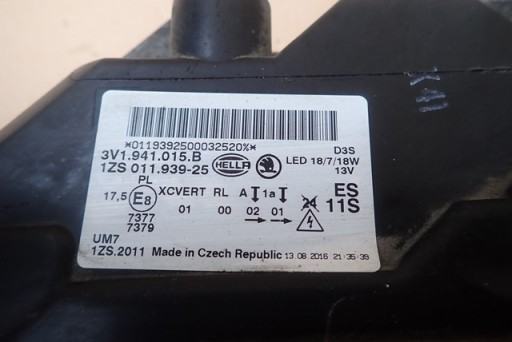 *0119392500032520%*
3V1.941.015.B
HELLA
D3S
LED 18/7/18W
13V
1ZS 011.939-25
PL
17,5 E8 XCVERT RL A 1a
01 00 02 01
24
ES
11S
7377
7379
UM7
1ZS.2011 Made in Czech Republic 13.08.2016 21:35:39